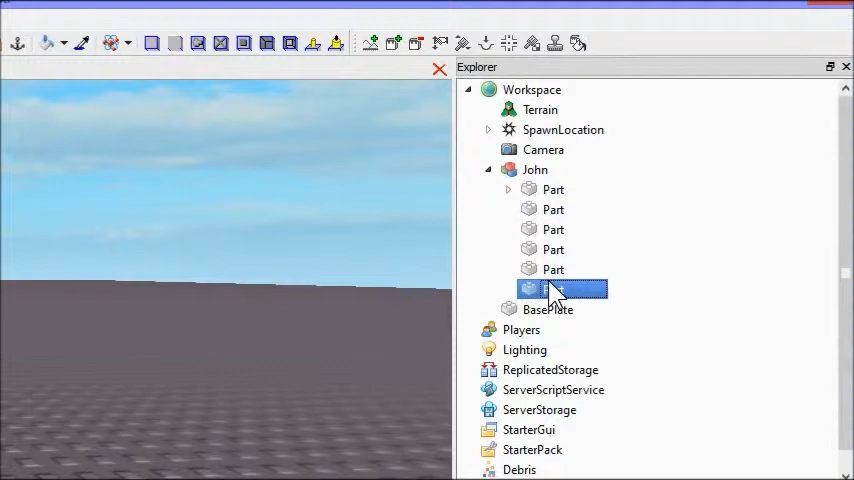 Explorer
Workspace
Terrain
SpawnLocation
Camera
John
Part
Part
Part
Part
Part
BasePlate
Players
Lighting
ReplicatedStorage
ServerScriptService
ServerStorage
StarterGui
StarterPack
Debris